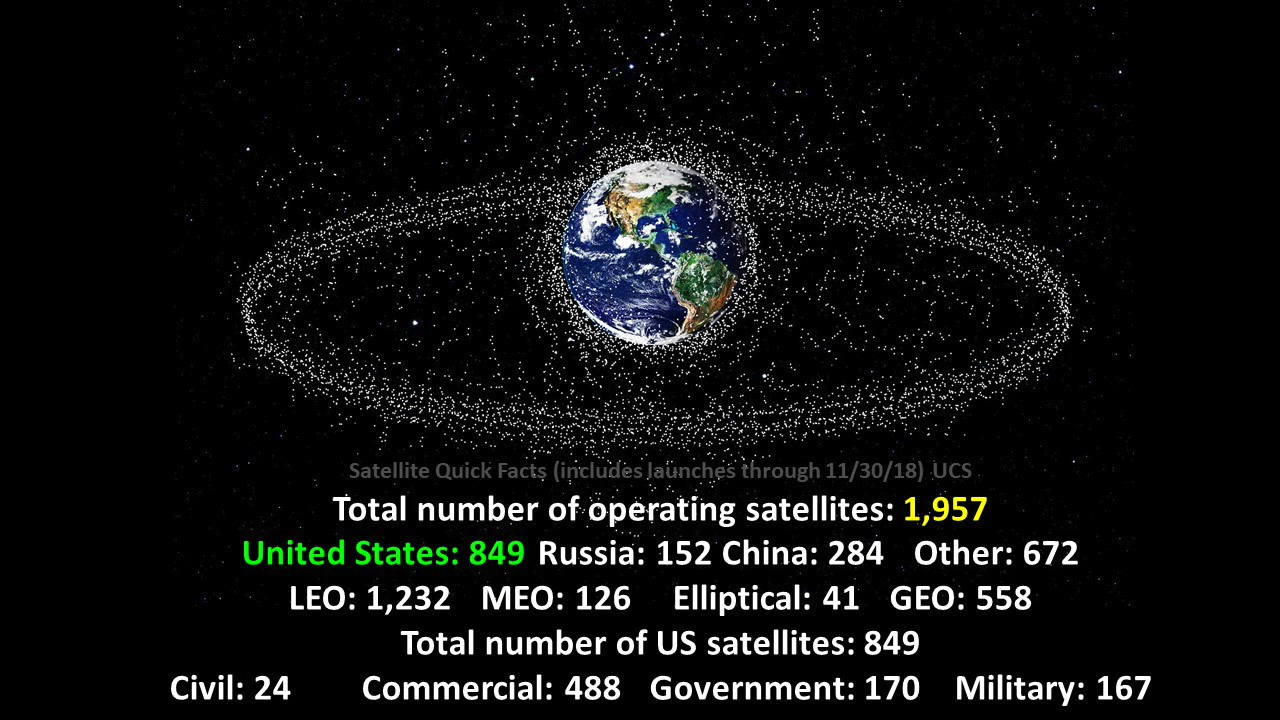 Satellite Quick Facts (includes launches through 11/30/18) UCS
Total number of operating satellites: 1,957
United States: 849 Russia: 152 China: 284 Other: 672
LEO: 1,232 MEO: 126 Elliptical: 41 GEO: 558
Total number of US satellites: 849
Civil: 24 Commercial: 488 Government: 170 Military: 167